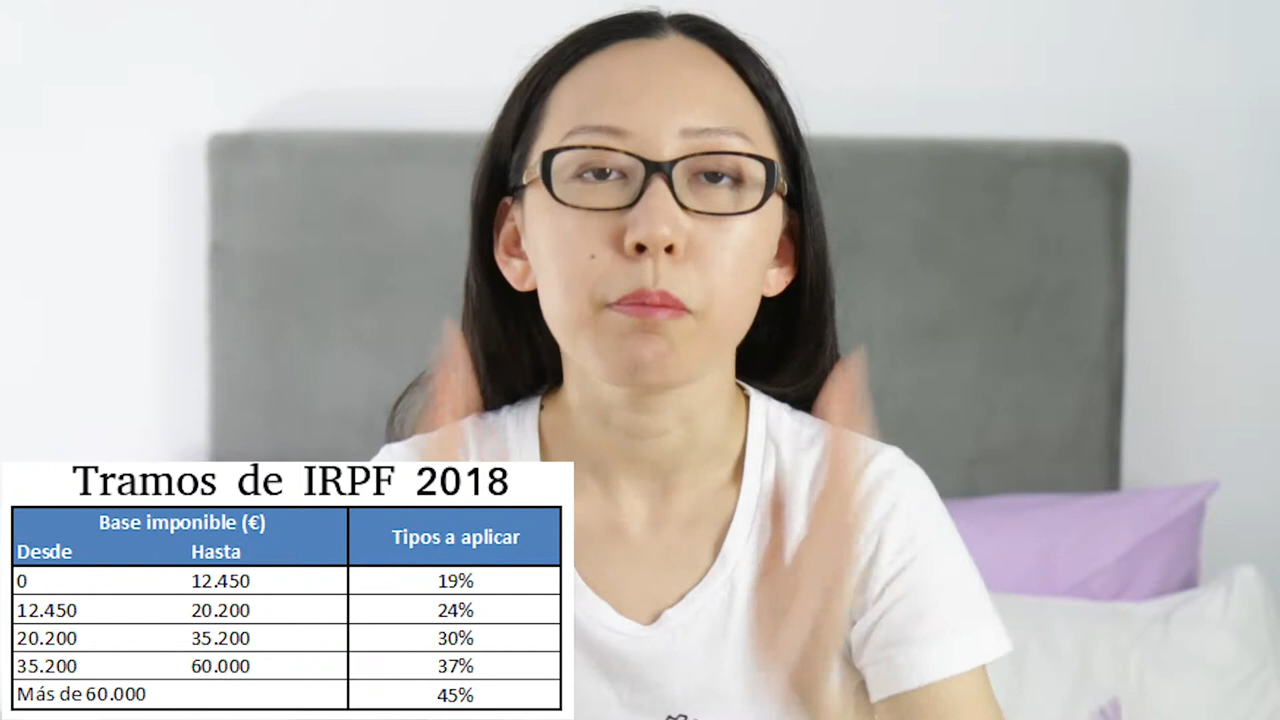 Tramos de IRPF 2018
Base imponible (€)
Tipos a aplicar
Desde Hasta
0 12.450 19%
12.450 20.200 24%
20.200 35.200 30%
35.200 60.000 37%
Más de 60.000 45%